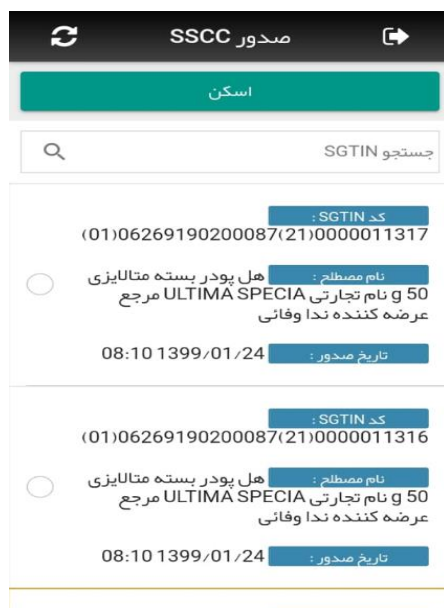 صدور SSCC
اسکن
جستجو SGTIN
کد SGTIN :
(01)06269190200087(21)0000011317
نام مصطلح : هل پودر بسته متالایزی
50 g نام تجارتی ULTIMA SPECIA مرجع
عرضه کننده ندا وفائی
تاریخ صدور : 1399/01/24 08:10
کد SGTIN :
(01)06269190200087(21)0000011316
نام مصطلح : هل پودر بسته متالایزی
50 g نام تجارتی ULTIMA SPECIA مرجع
عرضه کننده ندا وفائی
تاریخ صدور : 1399/01/24 08:10